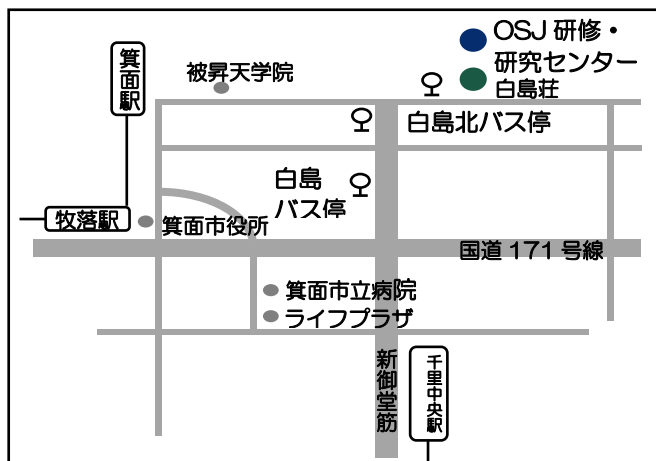 OSJ 研修・
研究センター
白島荘
箕面駅
被昇天学院
白島北バス停
白島
バス停
牧落駅
箕面市役所
国道 171 号線
箕面市立病院
ライフプラザ
新御堂筋
千里中央駅